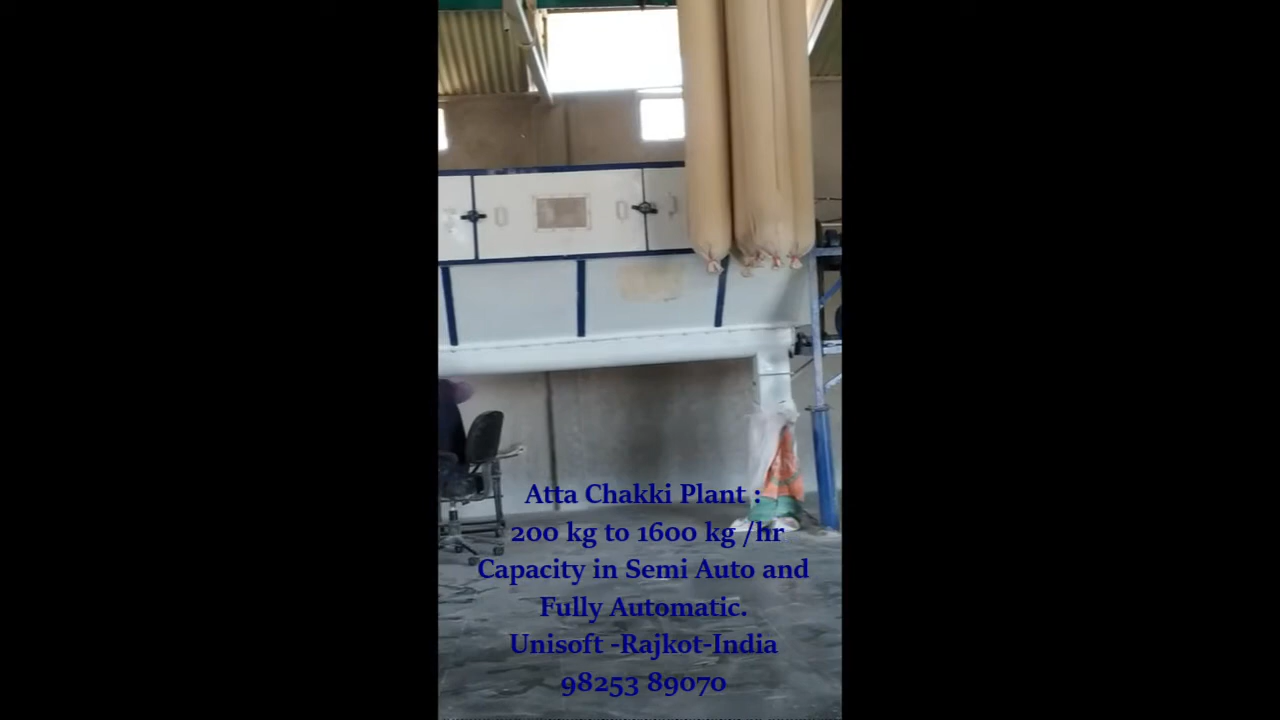 Atta Chakki Plant :
200 kg to 1600 kg /hr
Capacity in Semi Auto and
Fully Automatic.
Unisoft -Rajkot-India
98253 89070